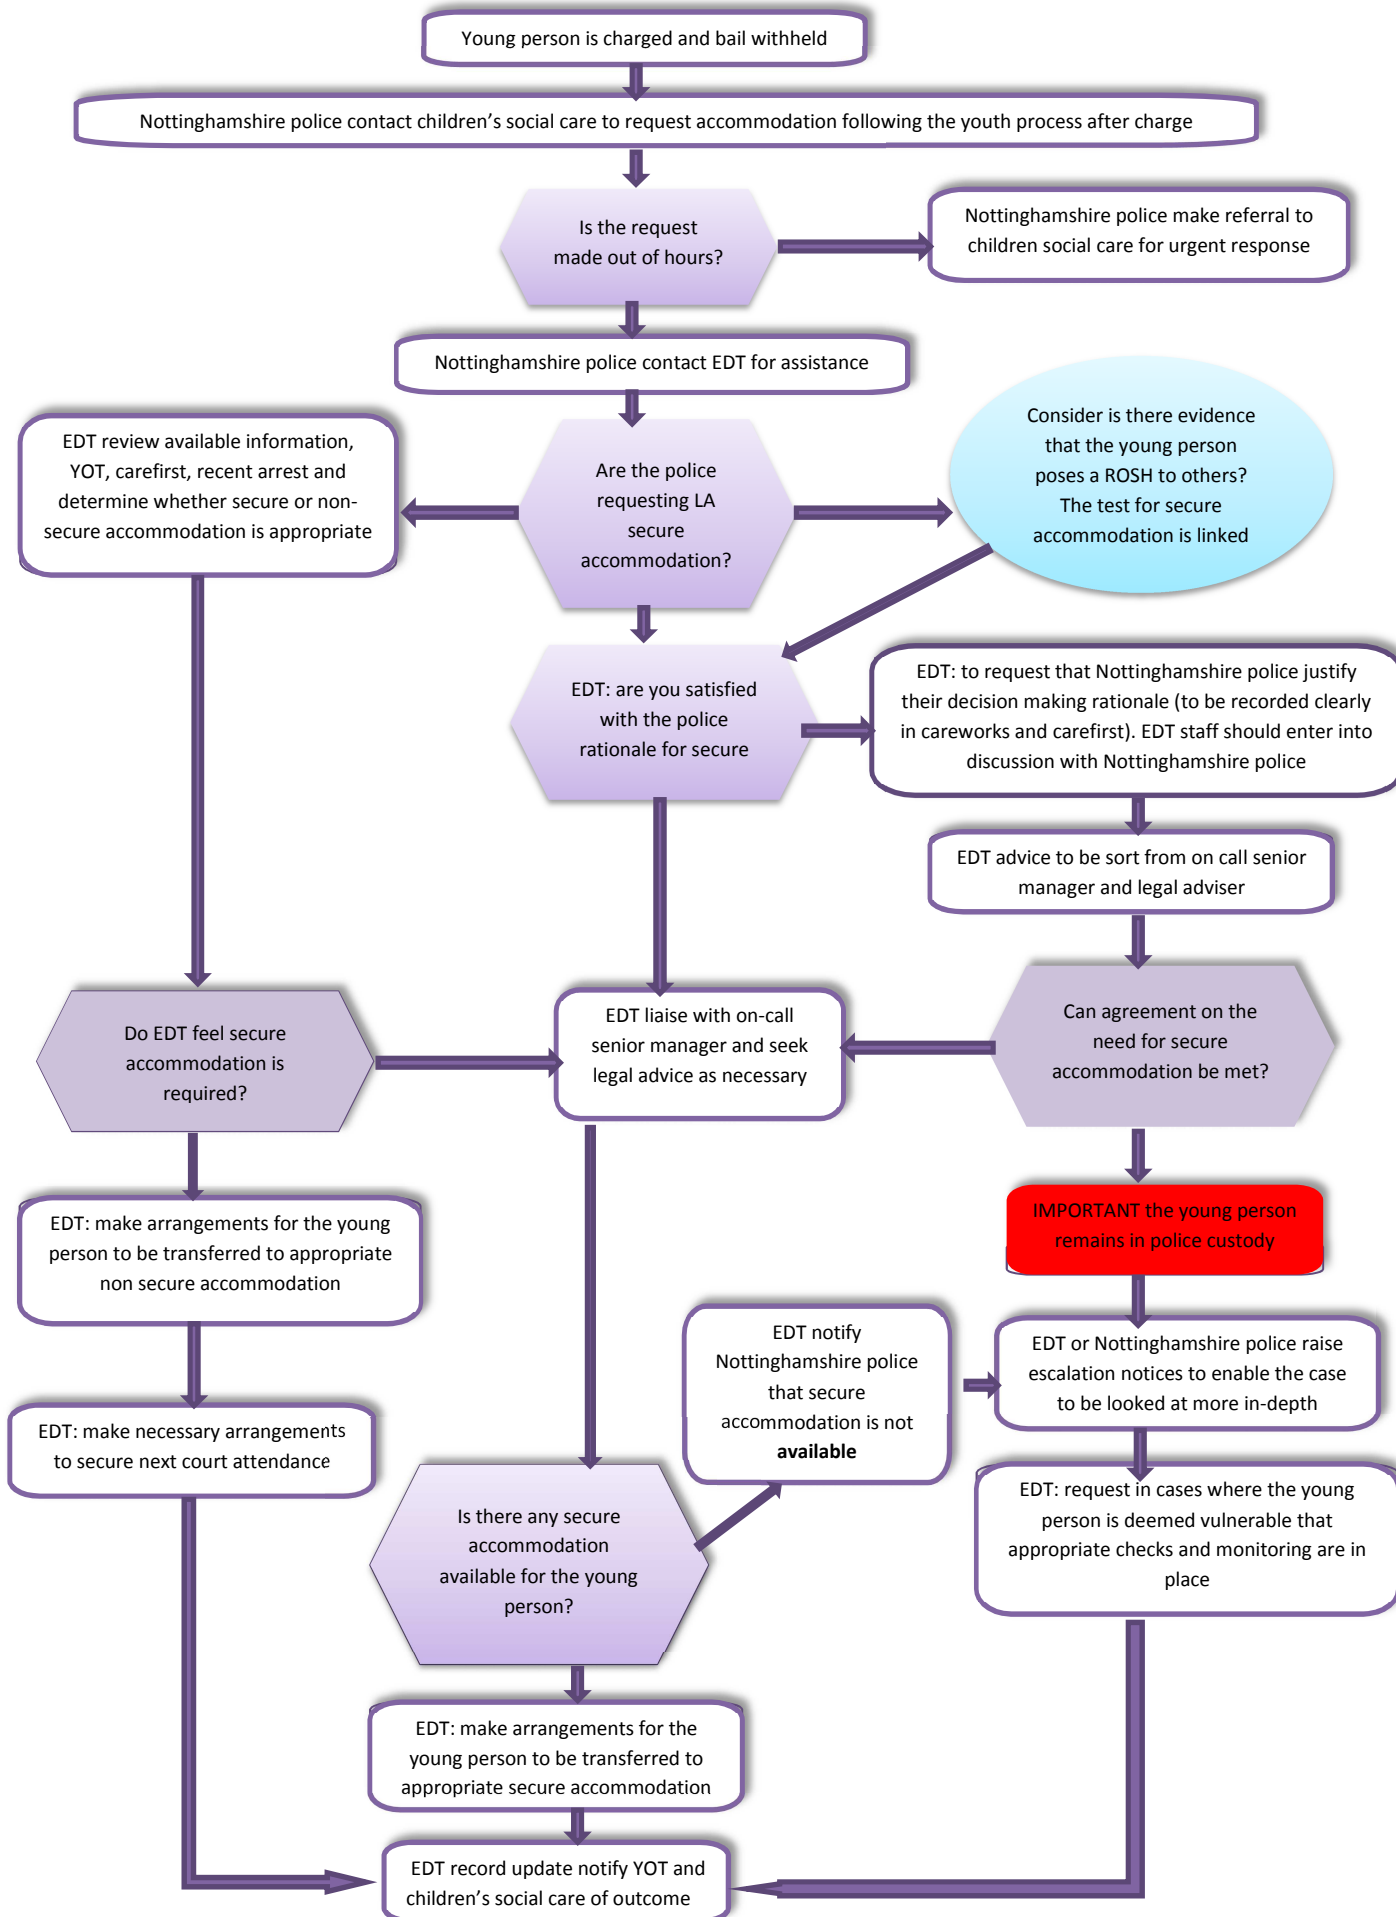 Young person is charged and bail withheld
Nottinghamshire police contact children’s social care to request accommodation following the youth process after charge
Is the request
made out of hours?
Nottinghamshire police make referral to
children social care for urgent response
Nottinghamshire police contact EDT for assistance
EDT review available information,
YOT, carefirst, recent arrest and
determine whether secure or non-
secure accommodation is appropriate
Are the police
requesting LA
secure
accommodation?
Consider is there evidence
that the young person
poses a ROSH to others?
The test for secure
accommodation is linked
EDT: are you satisfied
with the police
rationale for secure
EDT: to request that Nottinghamshire police justify
their decision making rationale (to be recorded clearly
in careworks and carefirst). EDT staff should enter into
discussion with Nottinghamshire police
EDT advice to be sort from on call senior
manager and legal adviser
Do EDT feel secure
accommodation is
required?
EDT liaise with on-call
senior manager and seek
legal advice as necessary
Can agreement on the
need for secure
accommodation be met?
EDT: make arrangements for the young
person to be transferred to appropriate
non secure accommodation
IMPORTANT the young person
remains in police custody
EDT notify
Nottinghamshire police
that secure
accommodation is not
available
EDT or Nottinghamshire police raise
escalation notices to enable the case
to be looked at more in-depth
EDT: make necessary arrangements
to secure next court attendance
Is there any secure
accommodation
available for the young
person?
EDT: request in cases where the young
person is deemed vulnerable that
appropriate checks and monitoring are in
place
EDT: make arrangements for the
young person to be transferred to
appropriate secure accommodation
EDT record update notify YOT and
children’s social care of outcome